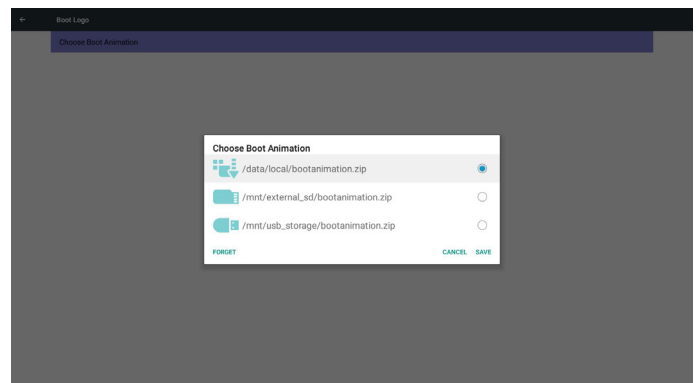 Boot Logo
Choose Boot Animation
Choose Boot Animation
/data/local/bootanimation.zip
/mnt/external_sd/bootanimation.zip
/mnt/usb_storage/bootanimation.zip
FORGET CANCEL SAVE